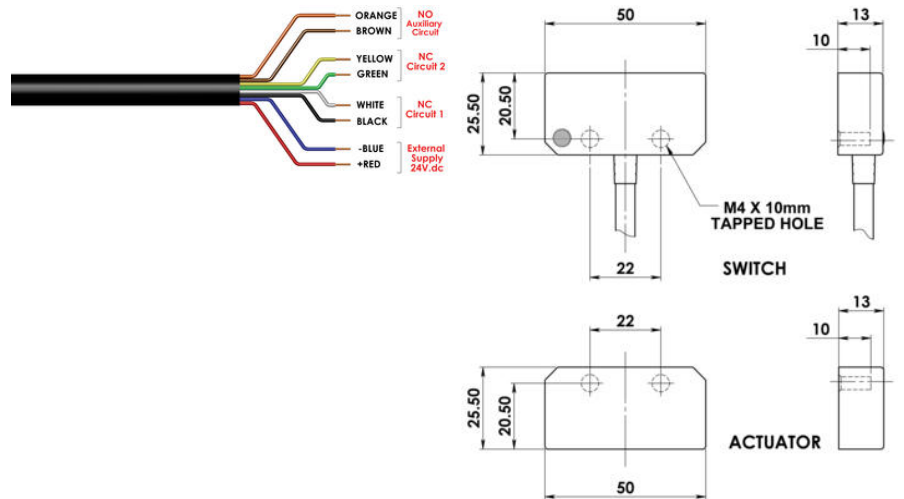 ORANGE
BROWN
NO
Auxiliary
Circuit
YELLOW
GREEN
NC
Circuit 2
WHITE
BLACK
NC
Circuit 1
-BLUE
+RED
External
Supply
24V.dc
50
25.50
20.50
22
M4 X 10mm
TAPPED HOLE
SWITCH
13
10
22
25.50
20.50
50
ACTUATOR
13
10